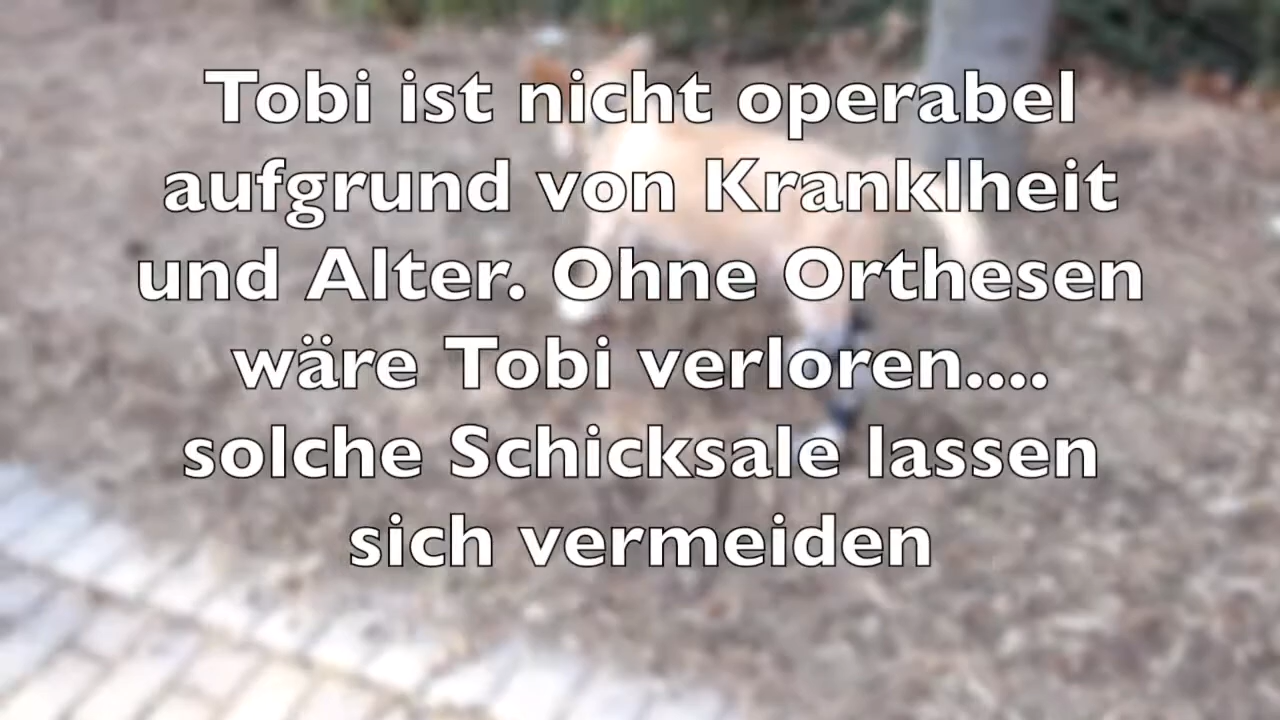 Tobi ist nicht operabel
aufgrund von Kranklheit
und Alter. Ohne Orthesen
wäre Tobi verloren....
solche Schicksale lassen
sich vermeiden